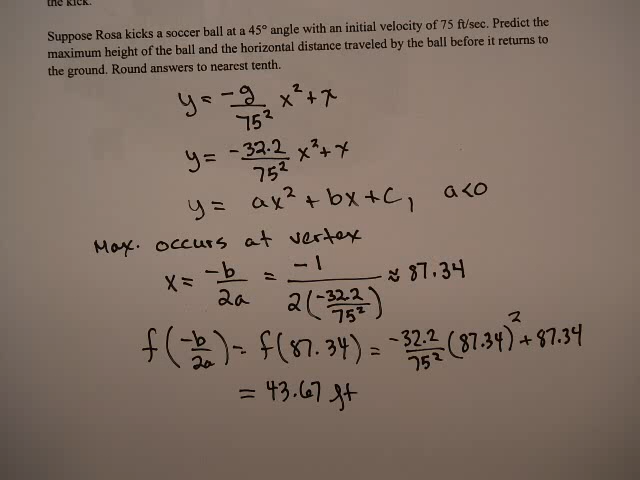 the kick.
Suppose Rosa kicks a soccer ball at a 45° angle with an initial velocity of 75 ft/sec. Predict the
maximum height of the ball and the horizontal distance traveled by the ball before it returns to
the ground. Round answers to nearest tenth.
y = -g/75² x² + x
y = -32.2/75² x² + x
y = ax² + bx + c, a<0
Max. occurs at vertex
x = -b/2a = -1/2(-32.2/75²) ≈ 87.34
f(-b/2a) = f(87.34) = -32.2/75² (87.34)² + 87.34
= 43.67 ft